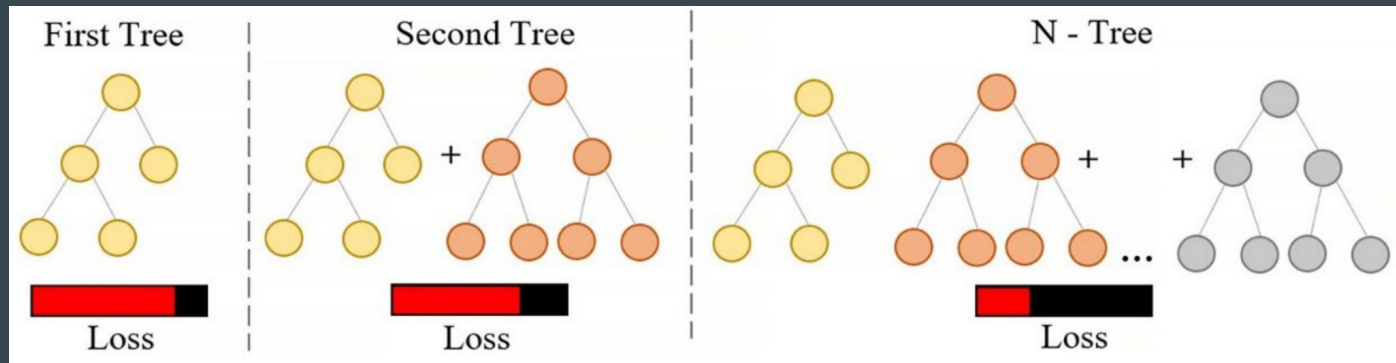 First Tree
Second Tree
N - Tree
+
+
+
...
Loss
Loss
Loss